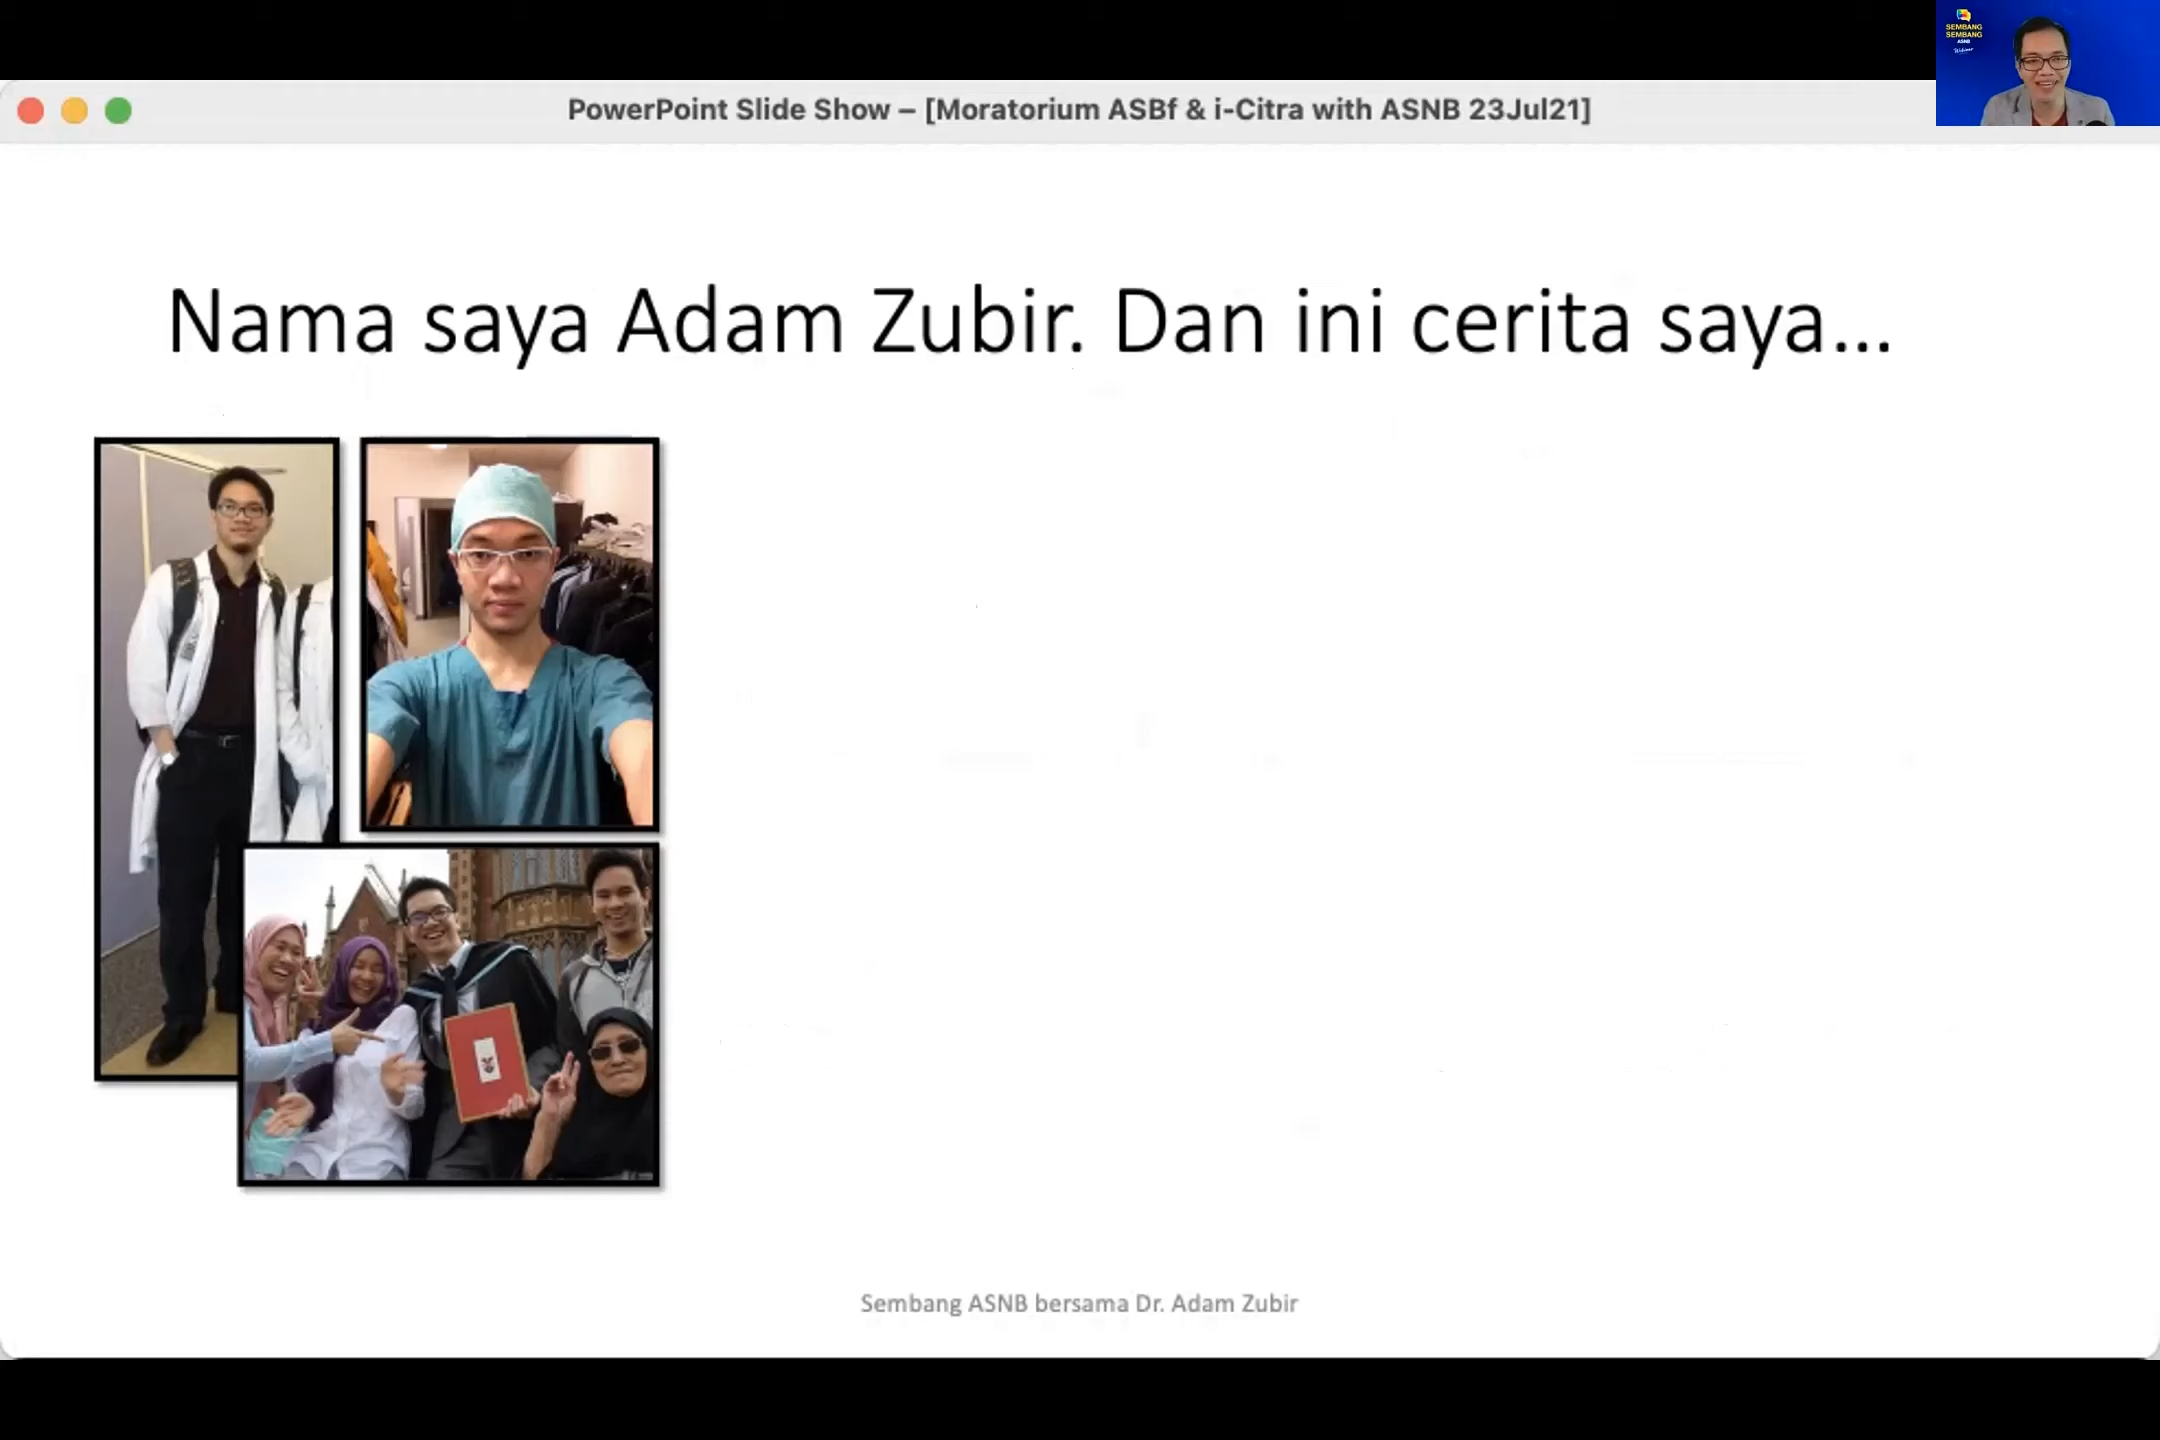 SEMBANG
SEMBANG
ASNB
Webinar
PowerPoint Slide Show – [Moratorium ASBf & i-Citra with ASNB 23Jul21]
Nama saya Adam Zubir. Dan ini cerita saya...
Sembang ASNB bersama Dr. Adam Zubir